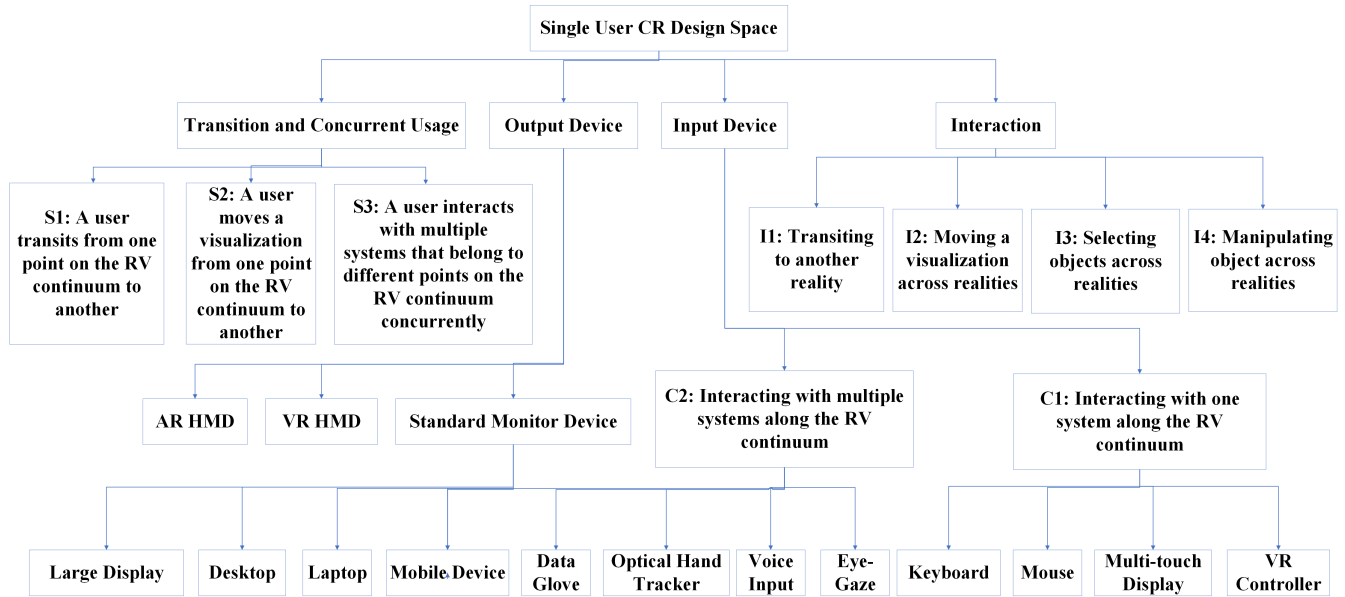 Single User CR Design Space
Transition and Concurrent Usage
Output Device
Input Device
Interaction
S1: A user
transits from one
point on the RV
continuum to
another
S2: A user
moves a
visualization
from one point
on the RV
continuum to
another
S3: A user interacts
with multiple
systems that belong to
different points on the
RV continuum
concurrently
I1: Transiting
to another
reality
I2: Moving a
visualization
across realities
I3: Selecting
objects across
realities
I4: Manipulating
object across
realities
AR HMD
VR HMD
Standard Monitor Device
C2: Interacting with multiple
systems along the RV
continuum
C1: Interacting with one
system along the RV
continuum
Large Display
Desktop
Laptop
Mobile Device
Data
Glove
Optical Hand
Tracker
Voice
Input
Eye-
Gaze
Keyboard
Mouse
Multi-touch
Display
VR
Controller